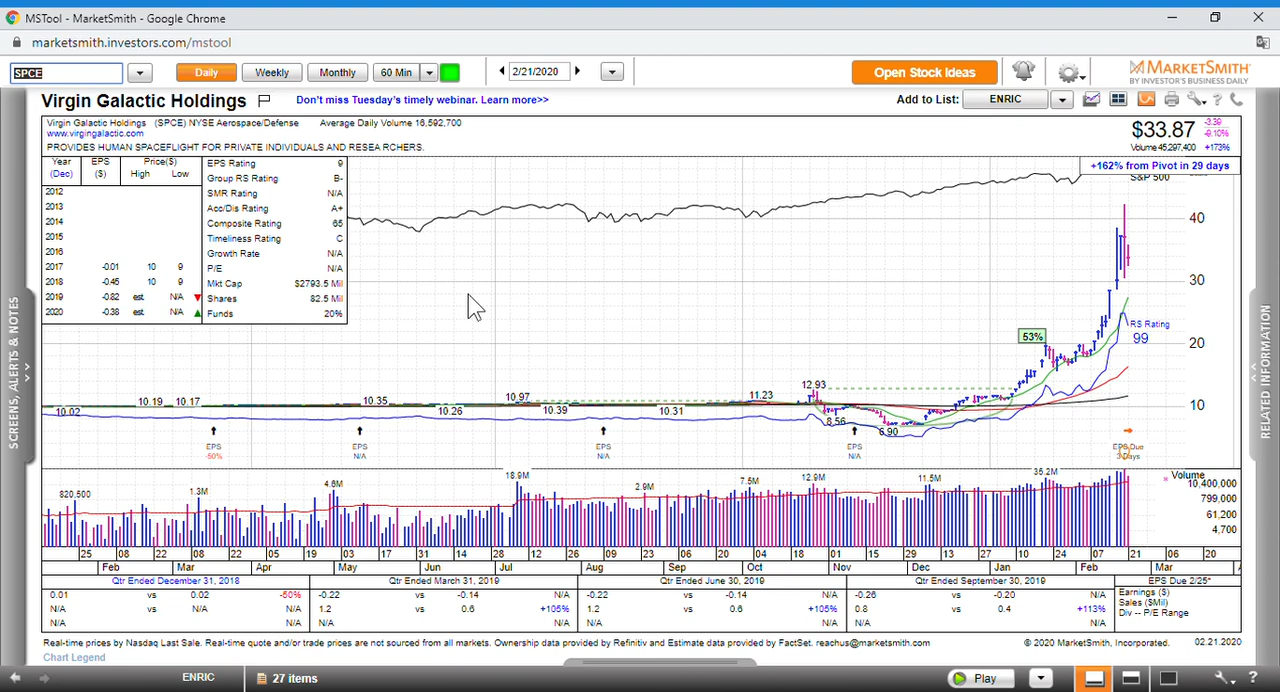 MSTool - MarketSmith - Google Chrome
marketsmith.investors.com/mstool
SPCE Daily Weekly Monthly 60 Min 2/21/2020 Open Stock Ideas MARKETSMITH
BY INVESTOR'S BUSINESS DAILY
Virgin Galactic Holdings Don't miss Tuesday's timely webinar. Learn more>> Add to List: ENRIC
Virgin Galactic Holdings (SPCE) NYSE Aerospace/Defense Average Daily Volume 16,592,700
www.virgingalactic.com
PROVIDES HUMAN SPACEFLIGHT FOR PRIVATE INDIVIDUALS AND RESEA RCHERS.
$33.87 -3.39
-9.10%
Volume 45,297,400 +173%
+162% from Pivot in 29 days
S&P 500
Year EPS Price($)
(Dec) ($) High Low
2012
2013
2014
2015
2016
2017 -0.01 10 9
2018 -0.45 10 9
2019 -0.82 est. N/A
2020 -0.38 est. N/A
EPS Rating 9
Group RS Rating B-
SMR Rating N/A
Acc/Dis Rating A+
Composite Rating 65
Timeliness Rating C
Growth Rate N/A
P/E N/A
Mkt Cap $2793.5 Mil
Shares 82.5 Mil
Funds 20%
40
30
20
10
53%
RS Rating
99
10.02 10.19 10.17 10.35 10.26 10.97 10.39 10.31 11.23 12.93 8.56 6.90
EPS
-50%
EPS
N/A
EPS
N/A
EPS
N/A
EPS Due
3 Days
820,500 1.3M 4.6M 18.9M 2.9M 7.5M 12.9M 11.5M 35.2M
Volume
10,400,000
799,000
61,200
4,700
25 08 22 08 22 05 19 03 17 31 14 28 12 26 09 23 06 20 04 18 01 15 29 13 27 10 24 07 21 06 20
Feb Mar Apr May Jun Jul Aug Sep Oct Nov Dec Jan Feb Mar A
Qtr Ended December 31, 2018 Qtr Ended March 31, 2019 Qtr Ended June 30, 2019 Qtr Ended September 30, 2019 EPS Due 2/25*
0.01 vs 0.02 -50% -0.22 vs -0.14 N/A -0.22 vs -0.14 N/A -0.26 vs -0.20 N/A Earnings ($)
N/A vs N/A N/A 1.2 vs 0.6 +105% 1.2 vs 0.6 +105% 0.8 vs 0.4 +113% Sales ($Mil)
N/A N/A N/A N/A N/A N/A N/A N/A Div -- P/E Range
Real-time prices by Nasdaq Last Sale. Real-time quote and/or trade prices are not sourced from all markets. Ownership data provided by Refinitiv and Estimate data provided by FactSet. reachus@marketsmith.com © 2020 MarketSmith, Incorporated. 02.21.2020
Chart Legend
SCREENS, ALERTS & NOTES
RELATED INFORMATION
ENRIC 27 items Play